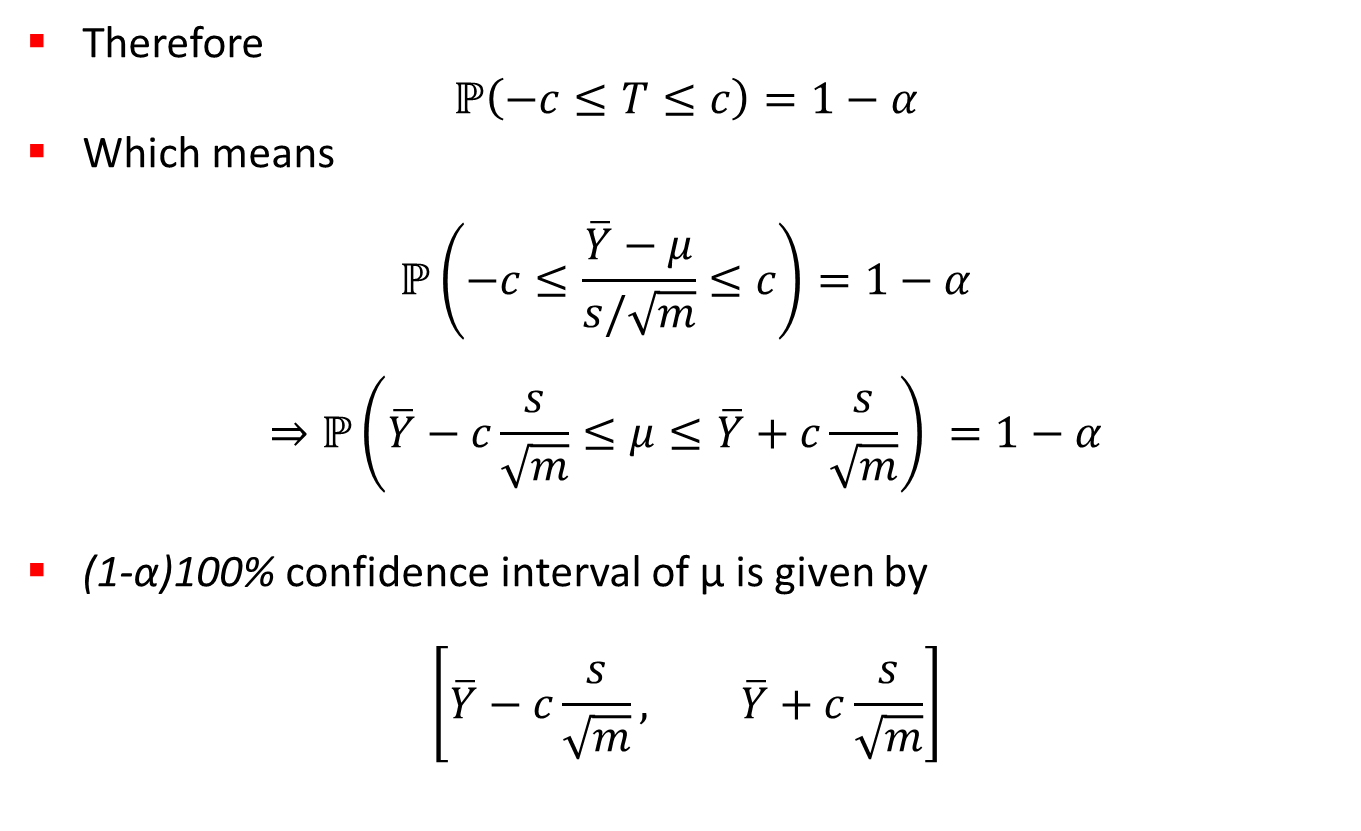 ▪ Therefore
ℙ(−c ≤ T ≤ c) = 1 − α
▪ Which means
ℙ(−c ≤ (Ȳ − μ)/(s/√m) ≤ c) = 1 − α
⇒ ℙ(Ȳ − c s/√m ≤ μ ≤ Ȳ + c s/√m) = 1 − α
▪ (1-α)100% confidence interval of μ is given by
[Ȳ − c s/√m, Ȳ + c s/√m]